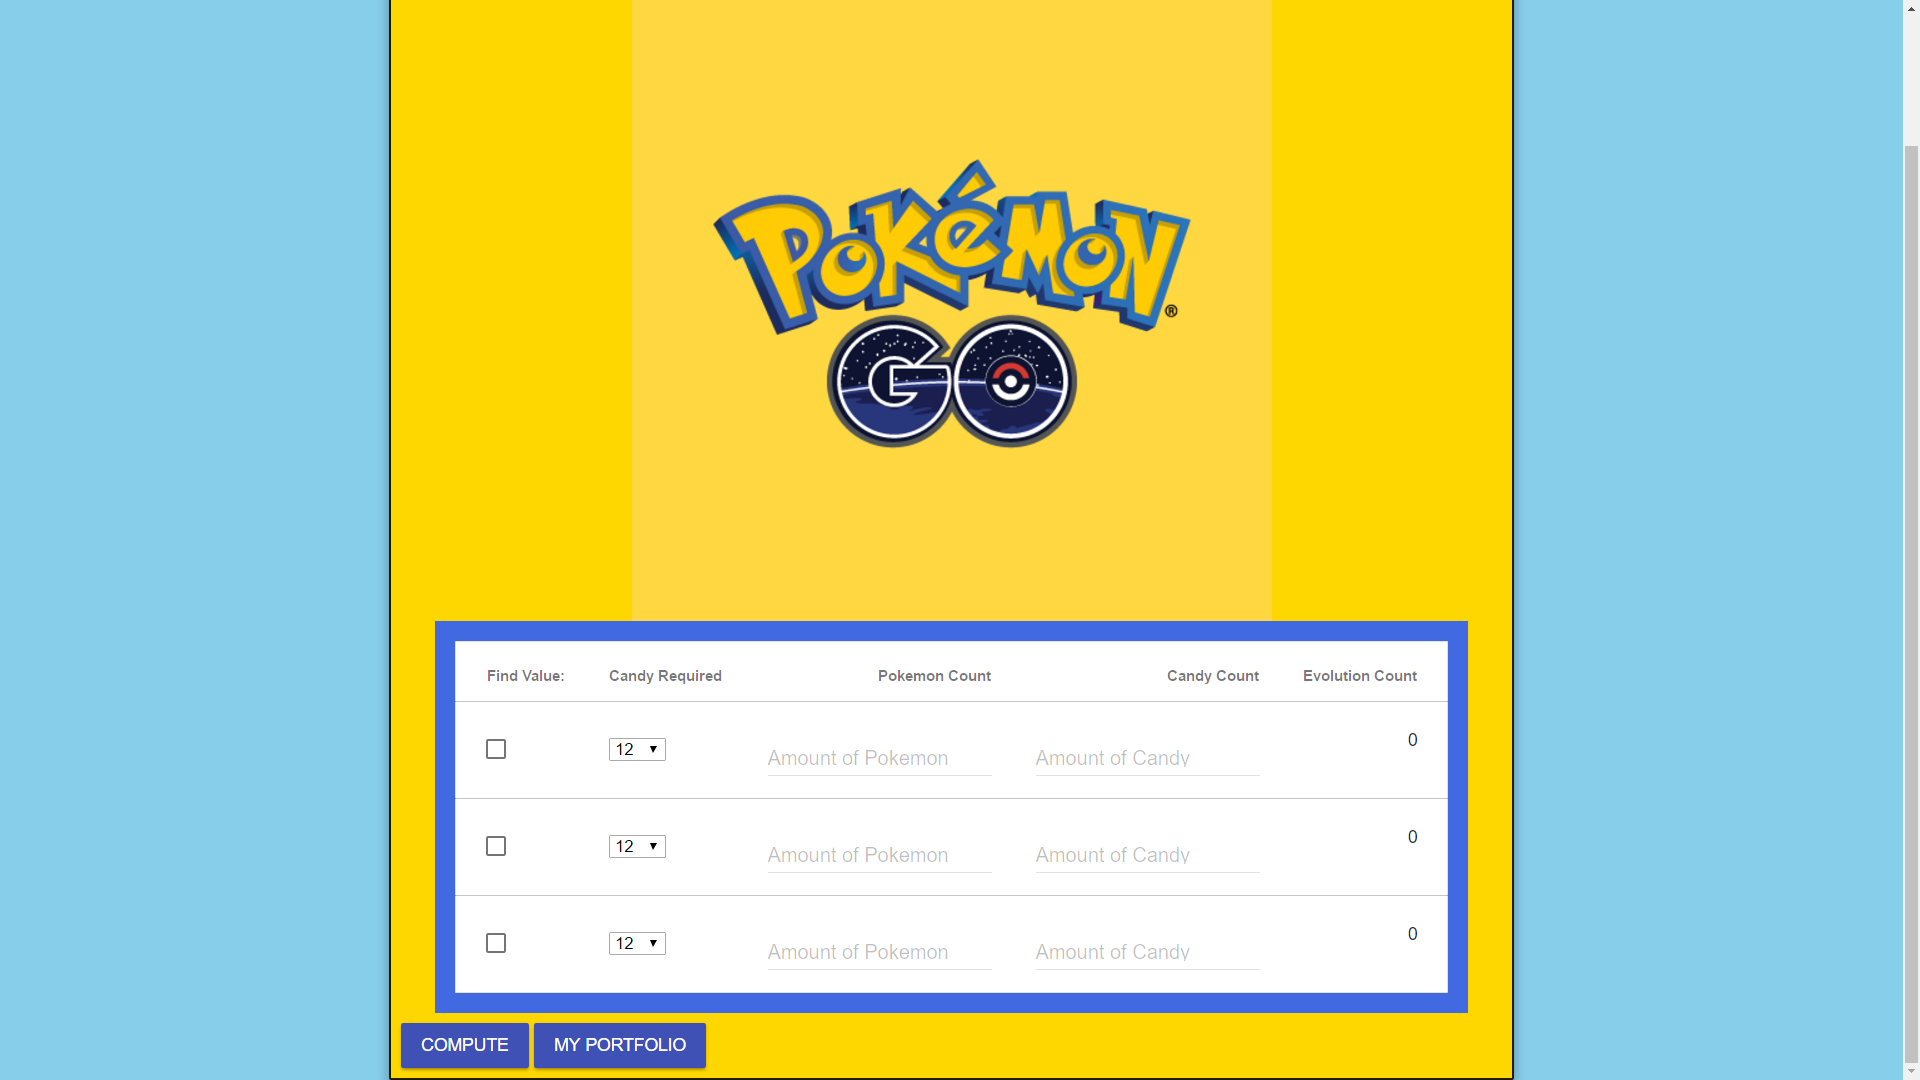 POKéMON®
GO
Find Value: Candy Required Pokemon Count Candy Count Evolution Count
12 Amount of Pokemon Amount of Candy 0
12 Amount of Pokemon Amount of Candy 0
12 Amount of Pokemon Amount of Candy 0
COMPUTE MY PORTFOLIO